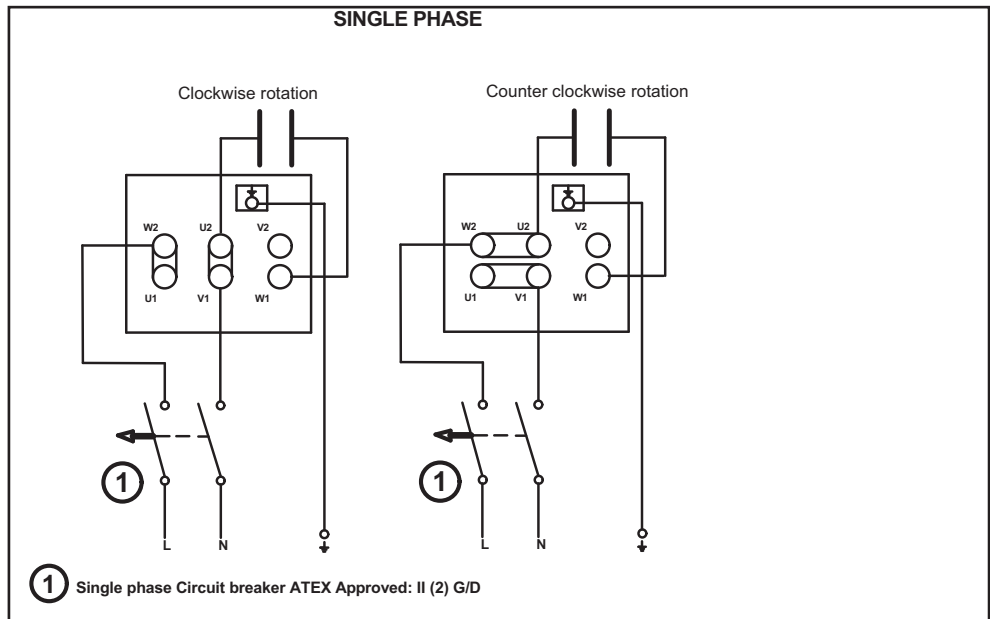 SINGLE PHASE
Clockwise rotation
Counter clockwise rotation
W2 U2 V2
U1 V1 W1
W2 U2 V2
U1 V1 W1
1
1
L N
L N
1 Single phase Circuit breaker ATEX Approved: II (2) G/D